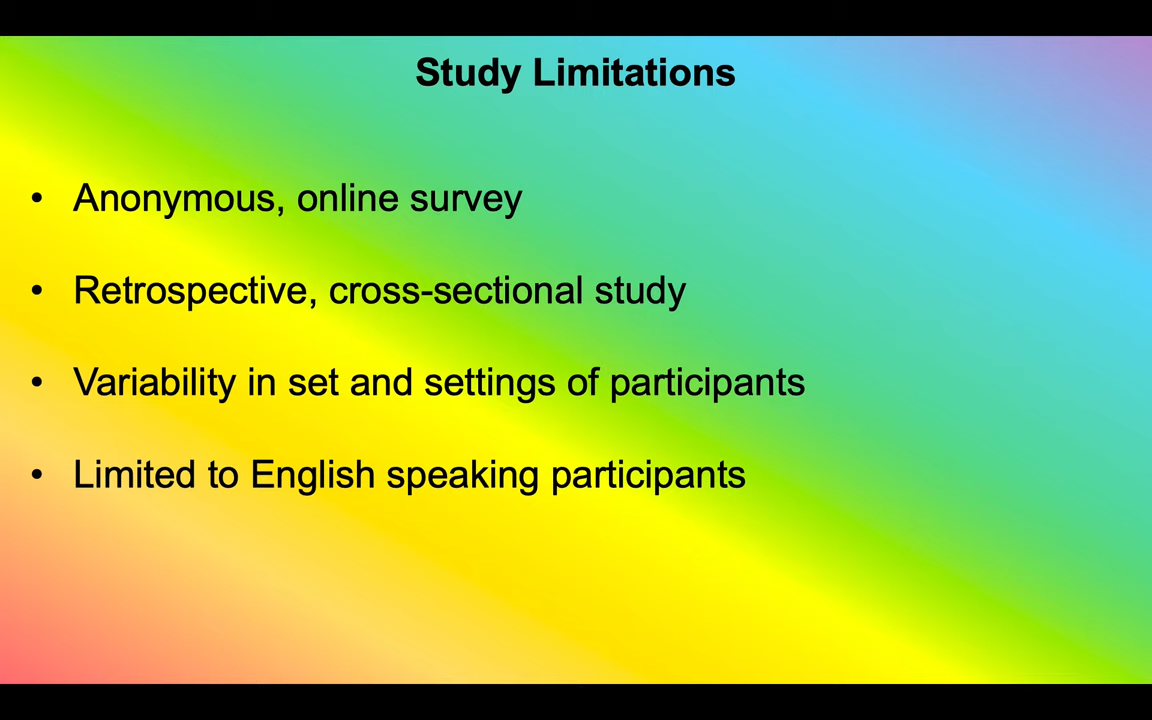 Study Limitations
• Anonymous, online survey
• Retrospective, cross-sectional study
• Variability in set and settings of participants
• Limited to English speaking participants